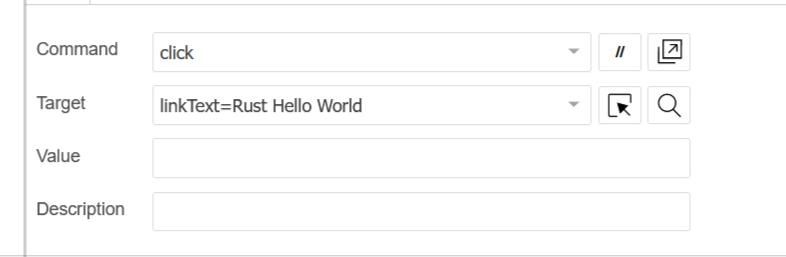 Command click //
Target linkText=Rust Hello World
Value
Description